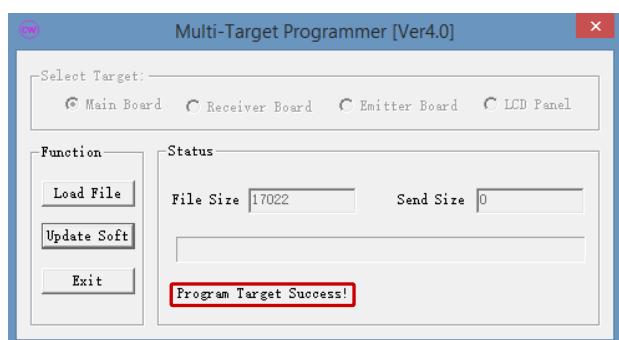 CW
Multi-Target Programmer [Ver4.0]
Select Target:
Main Board Receiver Board Emitter Board LCD Panel
Function
Status
Load File
File Size 17022 Send Size 0
Update Soft
Exit
Program Target Success!